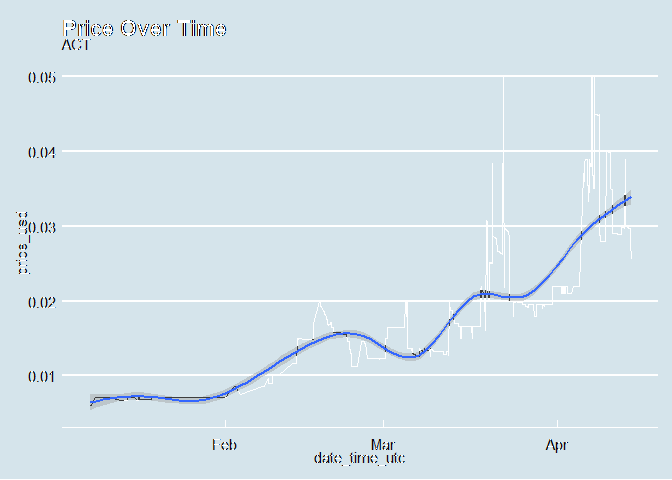 Price Over Time
ACT
0.05
0.04
0.03
0.02
0.01
price_usd
Feb
Mar
Apr
date_time_utc